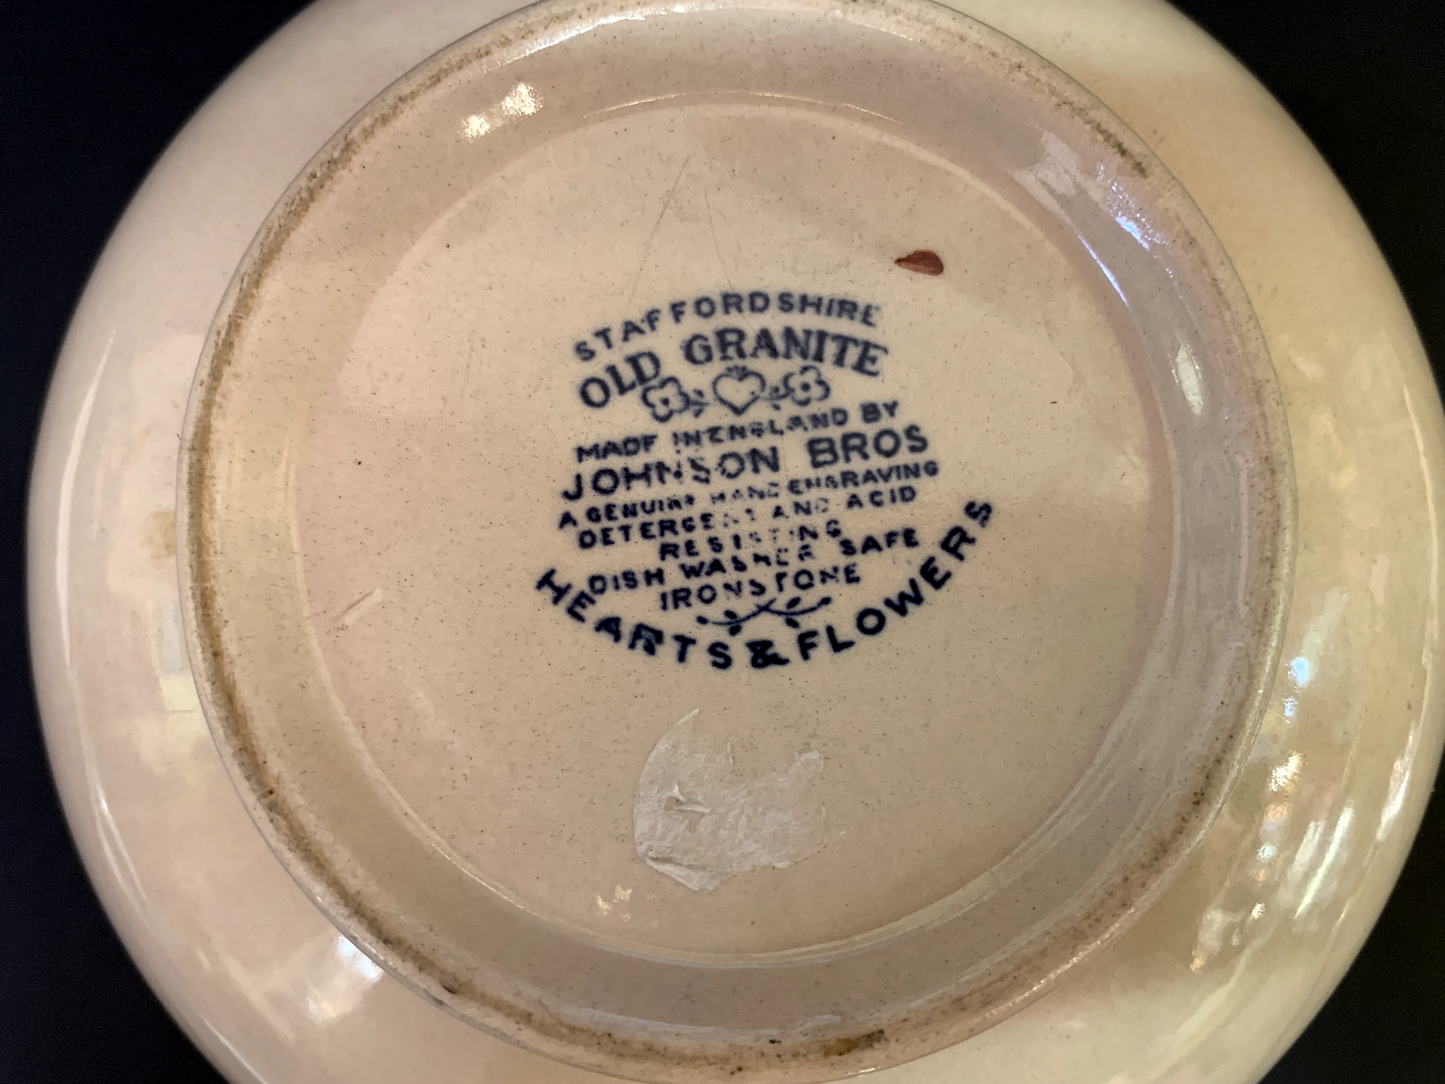 STAFFORDSHIRE
OLD GRANITE
MADE IN ENGLAND BY
JOHNSON BROS
A GENUINE HAND ENGRAVING
DETERGENT AND ACID
RESISTING
DISH WASHER SAFE
IRONSTONE
HEARTS & FLOWERS